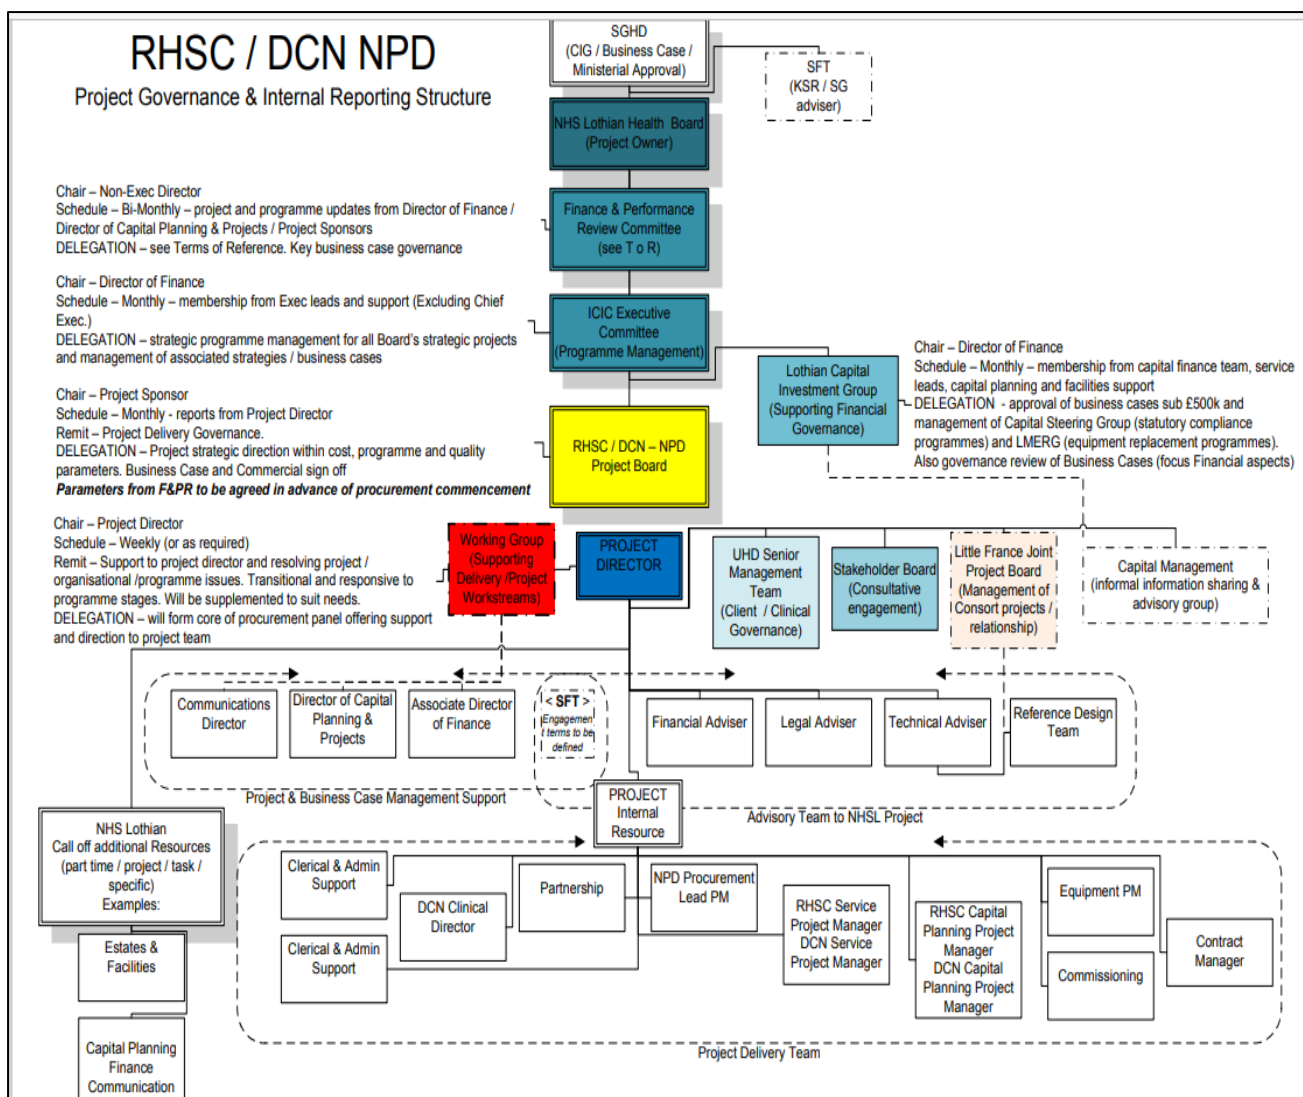 RHSC / DCN NPD
Project Governance & Internal Reporting Structure
SGHD
(CIG / Business Case /
Ministerial Approval)
SFT
(KSR / SG
adviser)
NHS Lothian Health Board
(Project Owner)
Chair – Non-Exec Director
Schedule – Bi-Monthly – project and programme updates from Director of Finance /
Director of Capital Planning & Projects / Project Sponsors
DELEGATION – see Terms of Reference. Key business case governance
Finance & Performance
Review Committee
(see T o R)
Chair – Director of Finance
Schedule – Monthly – membership from Exec leads and support (Excluding Chief
Exec.)
DELEGATION – strategic programme management for all Board's strategic projects
and management of associated strategies / business cases
ICIC Executive
Committee
(Programme Management)
Lothian Capital
Investment Group
(Supporting Financial
Governance)
Chair – Director of Finance
Schedule – Monthly – membership from capital finance team, service
leads, capital planning and facilities support
DELEGATION - approval of business cases sub £500k and
management of Capital Steering Group (statutory compliance
programmes) and LMERG (equipment replacement programmes).
Also governance review of Business Cases (focus Financial aspects)
Chair – Project Sponsor
Schedule – Monthly - reports from Project Director
Remit – Project Delivery Governance.
DELEGATION – Project strategic direction within cost, programme and quality
parameters. Business Case and Commercial sign off
Parameters from F&PR to be agreed in advance of procurement commencement
RHSC / DCN – NPD
Project Board
Chair – Project Director
Schedule – Weekly (or as required)
Remit – Support to project director and resolving project /
organisational /programme issues. Transitional and responsive to
programme stages. Will be supplemented to suit needs.
DELEGATION – will form core of procurement panel offering support
and direction to project team
Working Group
(Supporting
Delivery /Project
Workstreams)
PROJECT
DIRECTOR
UHD Senior
Management
Team
(Client / Clinical
Governance)
Stakeholder Board
(Consultative
engagement)
Little France Joint
Project Board
(Management of
Consort projects /
relationship)
Capital Management
(informal information sharing &
advisory group)
Communications
Director
Director of Capital
Planning &
Projects
Associate Director
of Finance
< SFT >
Engagemen
t terms to be
defined
Financial Adviser
Legal Adviser
Technical Adviser
Reference Design
Team
Project & Business Case Management Support
Advisory Team to NHSL Project
PROJECT
Internal
Resource
NHS Lothian
Call off additional Resources
(part time / project / task /
specific)
Examples:
Estates &
Facilities
Capital Planning
Finance
Communication
Clerical & Admin
Support
Clerical & Admin
Support
DCN Clinical
Director
Partnership
NPD Procurement
Lead PM
RHSC Service
Project Manager
DCN Service
Project Manager
RHSC Capital
Planning Project
Manager
DCN Capital
Planning Project
Manager
Equipment PM
Commissioning
Contract
Manager
Project Delivery Team